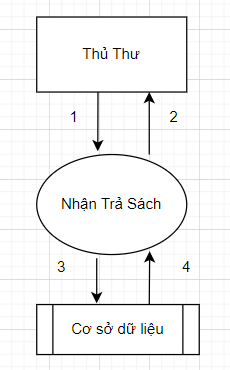 Thủ Thư
1
2
Nhận Trả Sách
3
4
Cơ sở dữ liệu